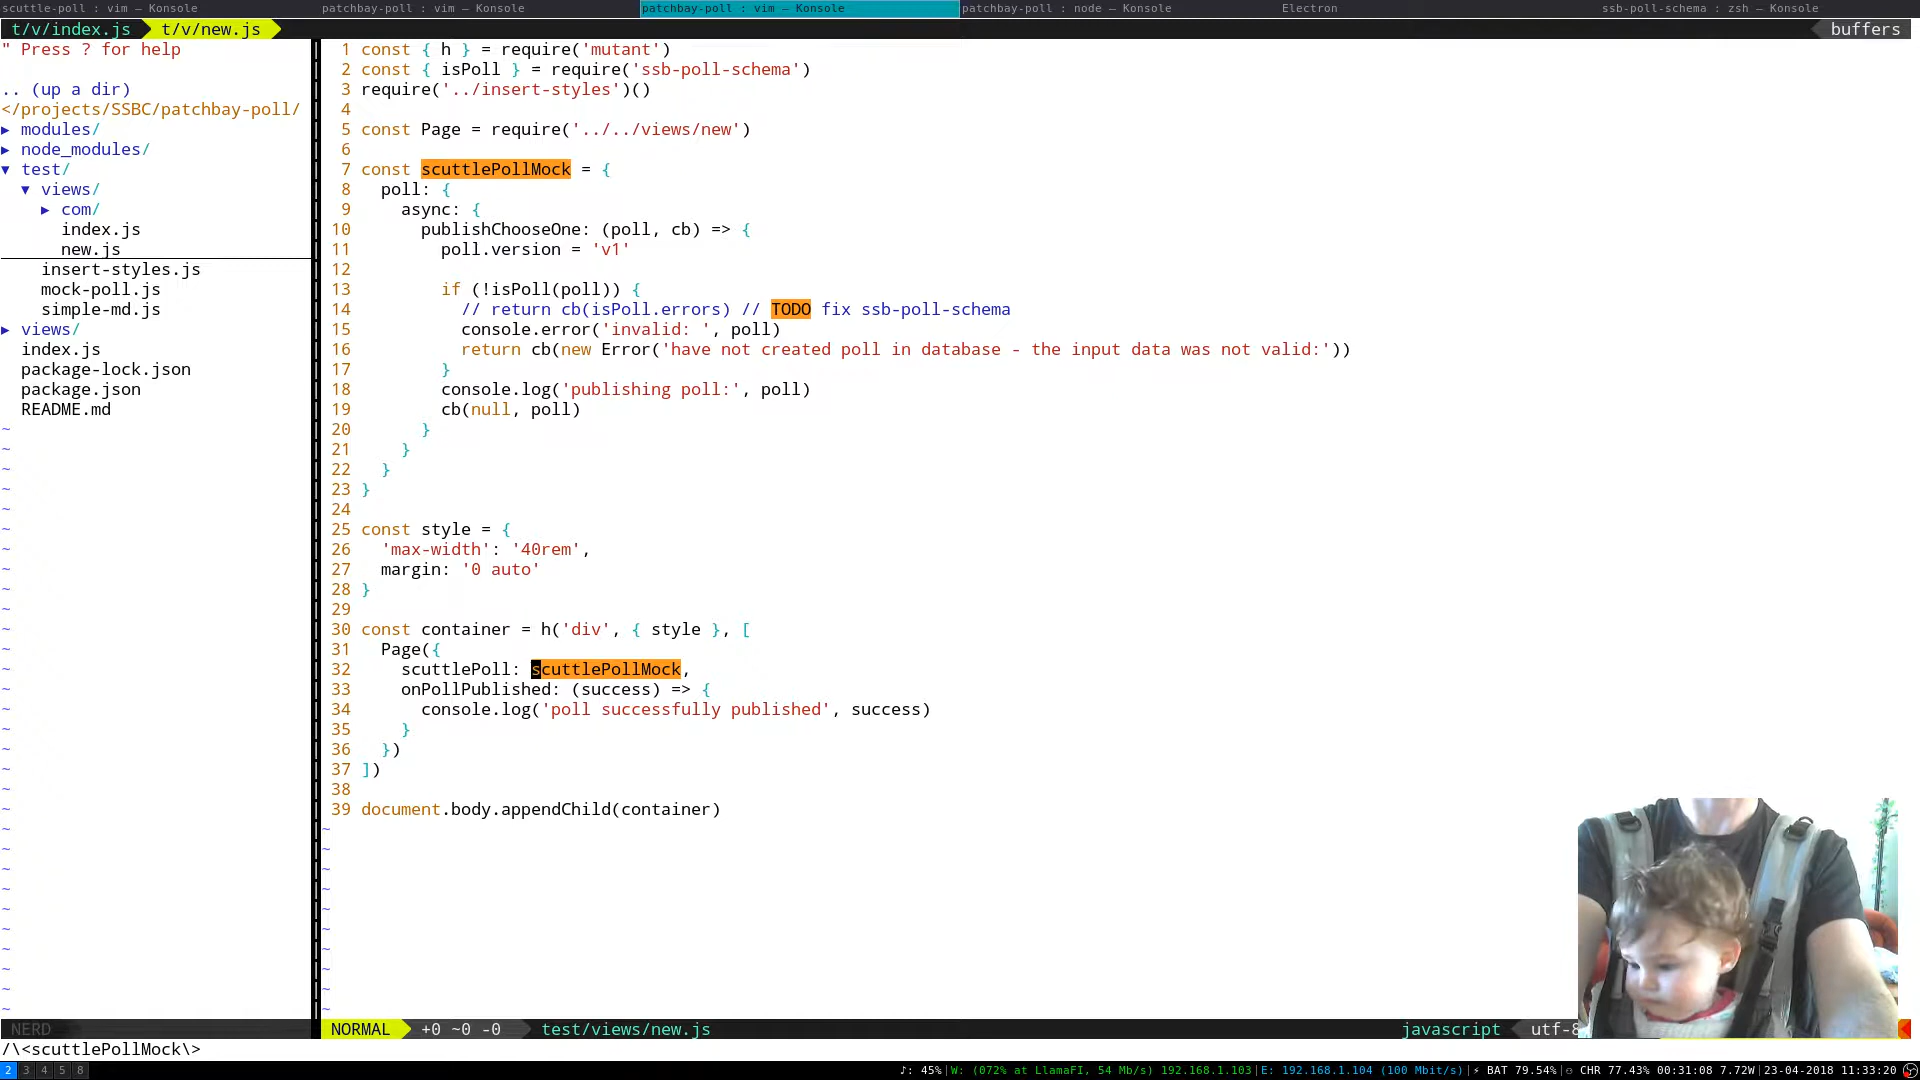 scuttle-poll : vim — Konsole patchbay-poll : vim — Konsole patchbay-poll : vim — Konsole patchbay-poll : node — Konsole Electron ssb-poll-schema : zsh — Konsole
t/v/index.js t/v/new.js buffers
" Press ? for help
.. (up a dir)
</projects/SSBC/patchbay-poll/
▸ modules/
▸ node_modules/
▾ test/
▾ views/
▸ com/
index.js
new.js
insert-styles.js
mock-poll.js
simple-md.js
▸ views/
index.js
package-lock.json
package.json
README.md
1 const { h } = require('mutant')
2 const { isPoll } = require('ssb-poll-schema')
3 require('../insert-styles')()
4
5 const Page = require('../../views/new')
6
7 const scuttlePollMock = {
8 poll: {
9 async: {
10 publishChooseOne: (poll, cb) => {
11 poll.version = 'v1'
12
13 if (!isPoll(poll)) {
14 // return cb(isPoll.errors) // TODO fix ssb-poll-schema
15 console.error('invalid: ', poll)
16 return cb(new Error('have not created poll in database - the input data was not valid:'))
17 }
18 console.log('publishing poll:', poll)
19 cb(null, poll)
20 }
21 }
22 }
23 }
24
25 const style = {
26 'max-width': '40rem',
27 margin: '0 auto'
28 }
29
30 const container = h('div', { style }, [
31 Page({
32 scuttlePoll: scuttlePollMock,
33 onPollPublished: (success) => {
34 console.log('poll successfully published', success)
35 }
36 })
37 ])
38
39 document.body.appendChild(container)
NERD NORMAL +0 ~0 -0 test/views/new.js javascript utf-8
/\<scuttlePollMock\>
2 3 4 5 8 ♪: 45%|W: (072% at LlamaFI, 54 Mb/s) 192.168.1.103|E: 192.168.1.104 (100 Mbit/s)|⚡ BAT 79.54%|☺ CHR 77.43% 00:31:08 7.72W|23-04-2018 11:33:20